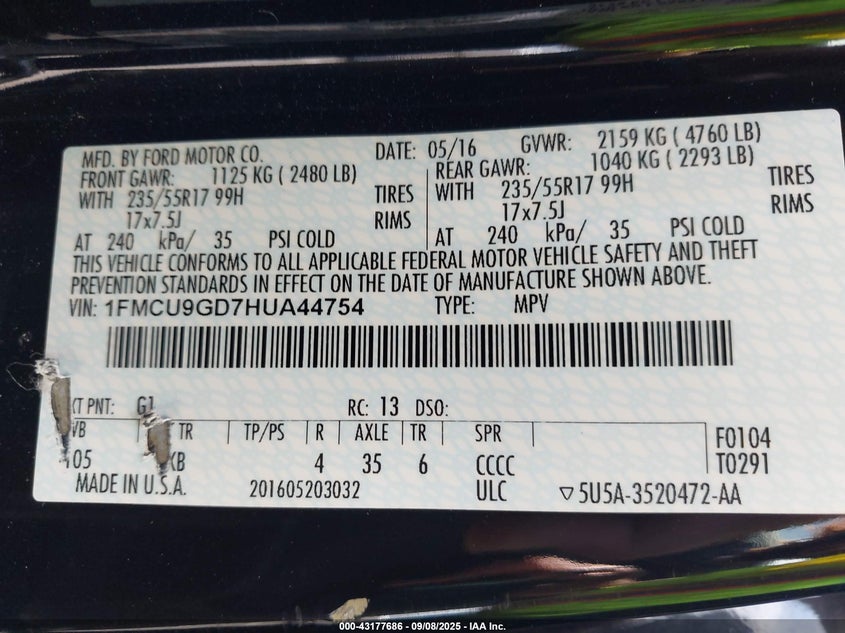 MFD. BY FORD MOTOR CO. DATE: 05/16 GVWR: 2159 KG ( 4760 LB)
FRONT GAWR: 1125 KG ( 2480 LB) REAR GAWR: 1040 KG ( 2293 LB)
WITH 235/55R17 99H TIRES WITH 235/55R17 99H TIRES
17x7.5J RIMS 17x7.5J RIMS
AT 240 kPa/ 35 PSI COLD AT 240 kPa/ 35 PSI COLD
THIS VEHICLE CONFORMS TO ALL APPLICABLE FEDERAL MOTOR VEHICLE SAFETY AND THEFT
PREVENTION STANDARDS IN EFFECT ON THE DATE OF MANUFACTURE SHOWN ABOVE.
VIN: 1FMCU9GD7HUA44754 TYPE: MPV
PNT: G1 RC: 13 DSO:
TR TP/PS R AXLE TR SPR F0104
4 35 6 CCCC T0291
MADE IN U.S.A. 201605203032 ULC ▽5U5A-3520472-AA
000-43177686 - 09/08/2025 - IAA Inc.